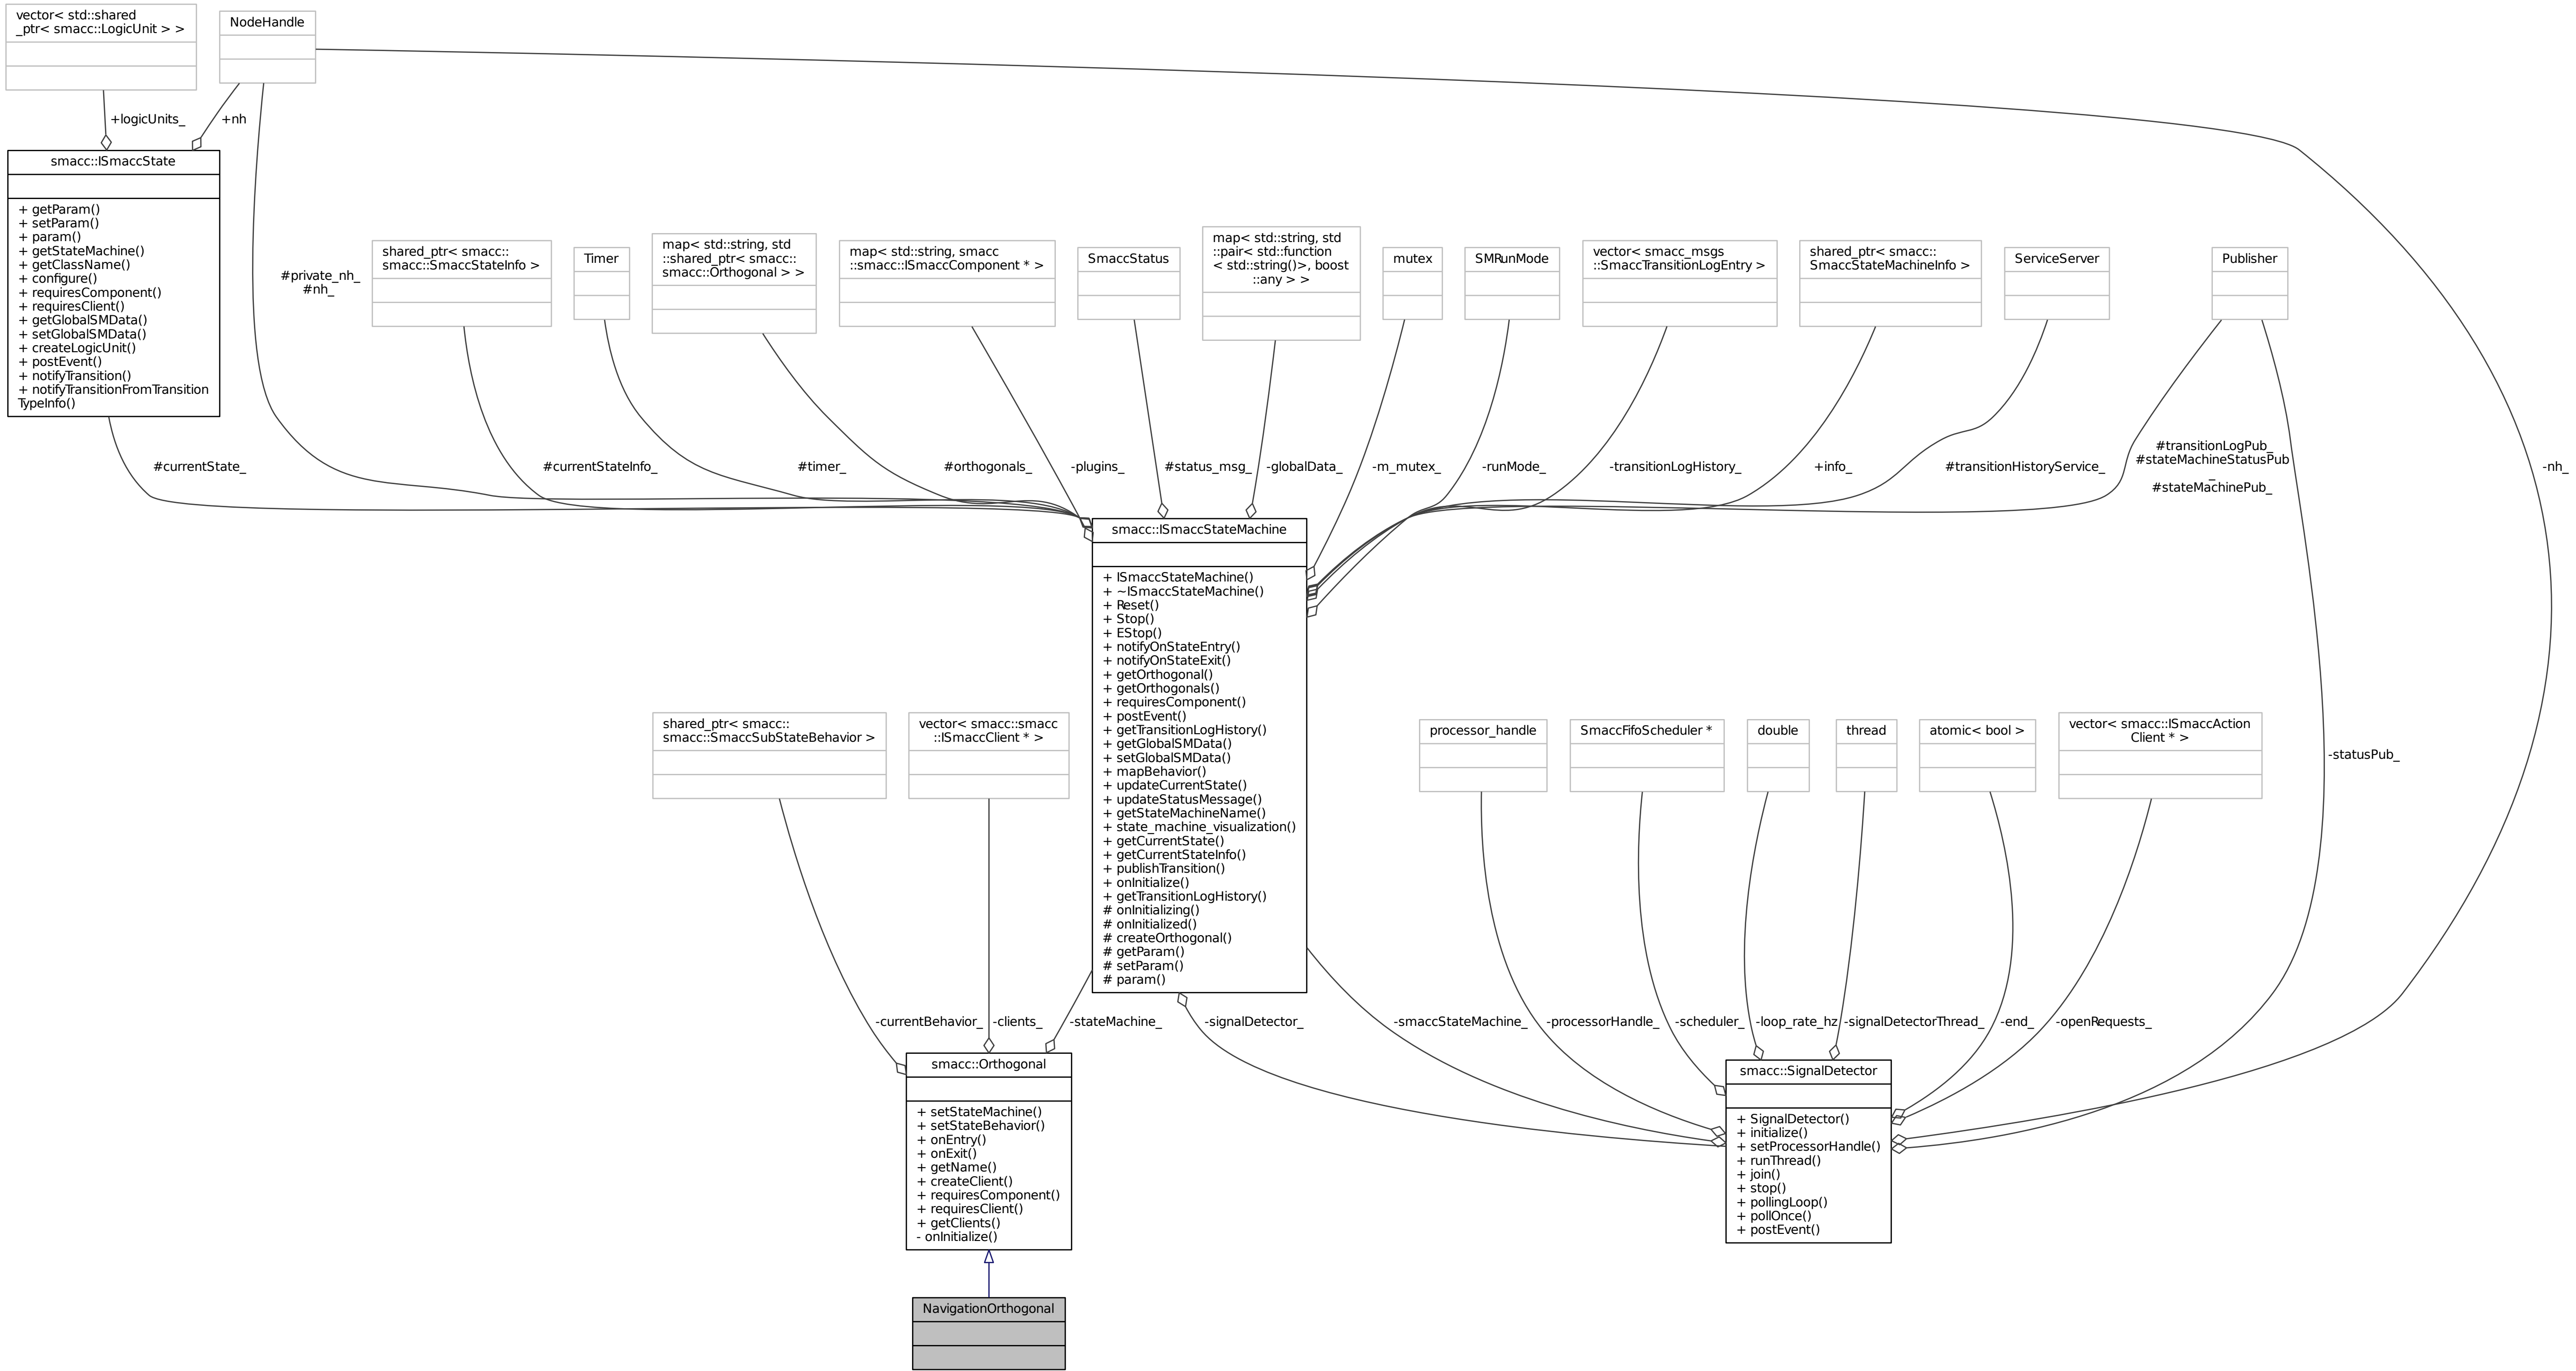 vector< std::shared
_ptr< smacc::LogicUnit > >
NodeHandle
+logicUnits_
+nh
smacc::ISmaccState
+ getParam()
+ setParam()
+ param()
+ getStateMachine()
+ getClassName()
+ configure()
+ requiresComponent()
+ requiresClient()
+ getGlobalSMData()
+ setGlobalSMData()
+ createLogicUnit()
+ postEvent()
+ notifyTransition()
+ notifyTransitionFromTransition
TypeInfo()
#private_nh_
#nh_
shared_ptr< smacc::
smacc::SmaccStateInfo >
Timer
map< std::string, std
::shared_ptr< smacc::
smacc::Orthogonal > >
map< std::string, smacc
::smacc::ISmaccComponent * >
SmaccStatus
map< std::string, std
::pair< std::function
< std::string()>, boost
::any > >
mutex
SMRunMode
vector< smacc_msgs
::SmaccTransitionLogEntry >
shared_ptr< smacc::
SmaccStateMachineInfo >
ServiceServer
Publisher
#currentState_
#currentStateInfo_
#timer_
#orthogonals_
-plugins_
#status_msg_
-globalData_
-m_mutex_
-runMode_
-transitionLogHistory_
+info_
#transitionHistoryService_
#transitionLogPub_
#stateMachineStatusPub
_
#stateMachinePub_
-nh_
smacc::ISmaccStateMachine
+ ISmaccStateMachine()
+ ~ISmaccStateMachine()
+ Reset()
+ Stop()
+ EStop()
+ notifyOnStateEntry()
+ notifyOnStateExit()
+ getOrthogonal()
+ getOrthogonals()
+ requiresComponent()
+ postEvent()
+ getTransitionLogHistory()
+ getGlobalSMData()
+ setGlobalSMData()
+ mapBehavior()
+ updateCurrentState()
+ updateStatusMessage()
+ getStateMachineName()
+ state_machine_visualization()
+ getCurrentState()
+ getCurrentStateInfo()
+ publishTransition()
+ onInitialize()
+ getTransitionLogHistory()
# onInitializing()
# onInitialized()
# createOrthogonal()
# getParam()
# setParam()
# param()
shared_ptr< smacc::
smacc::SmaccSubStateBehavior >
vector< smacc::smacc
::ISmaccClient * >
processor_handle
SmaccFifoScheduler *
double
thread
atomic< bool >
vector< smacc::ISmaccAction
Client * >
-statusPub_
-currentBehavior_
-clients_
-stateMachine_
-signalDetector_
-smaccStateMachine_
-processorHandle_
-scheduler_
-loop_rate_hz
-signalDetectorThread_
-end_
-openRequests_
smacc::Orthogonal
+ setStateMachine()
+ setStateBehavior()
+ onEntry()
+ onExit()
+ getName()
+ createClient()
+ requiresComponent()
+ requiresClient()
+ getClients()
- onInitialize()
smacc::SignalDetector
+ SignalDetector()
+ initialize()
+ setProcessorHandle()
+ runThread()
+ join()
+ stop()
+ pollingLoop()
+ pollOnce()
+ postEvent()
NavigationOrthogonal